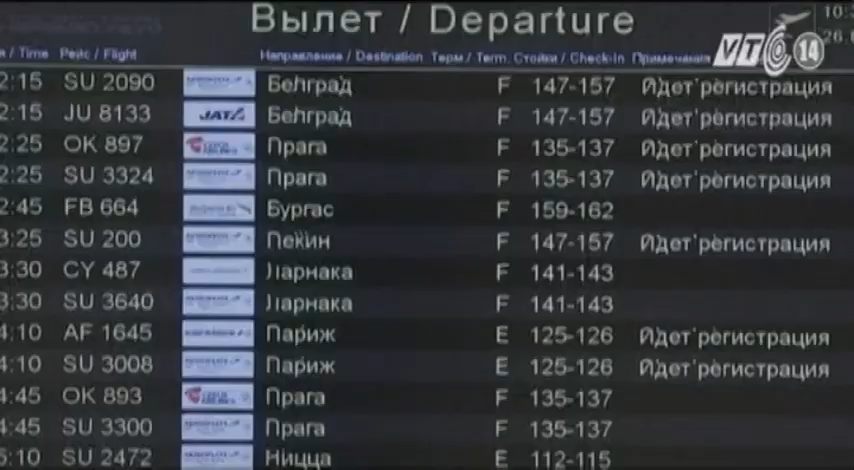 Вылет / Departure
10:3
26.
/ Time Рейс / Flight Направление / Destination Терм / Term. Стойки / Check-In Примечания
VTC 14
2:15 SU 2090 Белград F 147-157 Идет регистрация
2:15 JU 8133 JAT Белград F 147-157 Идет регистрация
2:25 OK 897 Прага F 135-137 Идет регистрация
2:25 SU 3324 Прага F 135-137 Идет регистрация
2:45 FB 664 Бургас F 159-162
3:25 SU 200 Пекин F 147-157 Идет регистрация
3:30 CY 487 Ларнака F 141-143
3:30 SU 3640 Ларнака F 141-143
4:10 AF 1645 Париж E 125-126 Идет регистрация
4:10 SU 3008 Париж E 125-126 Идет регистрация
4:45 OK 893 Прага F 135-137
4:45 SU 3300 Прага F 135-137
5:10 SU 2472 Ницца E 112-115